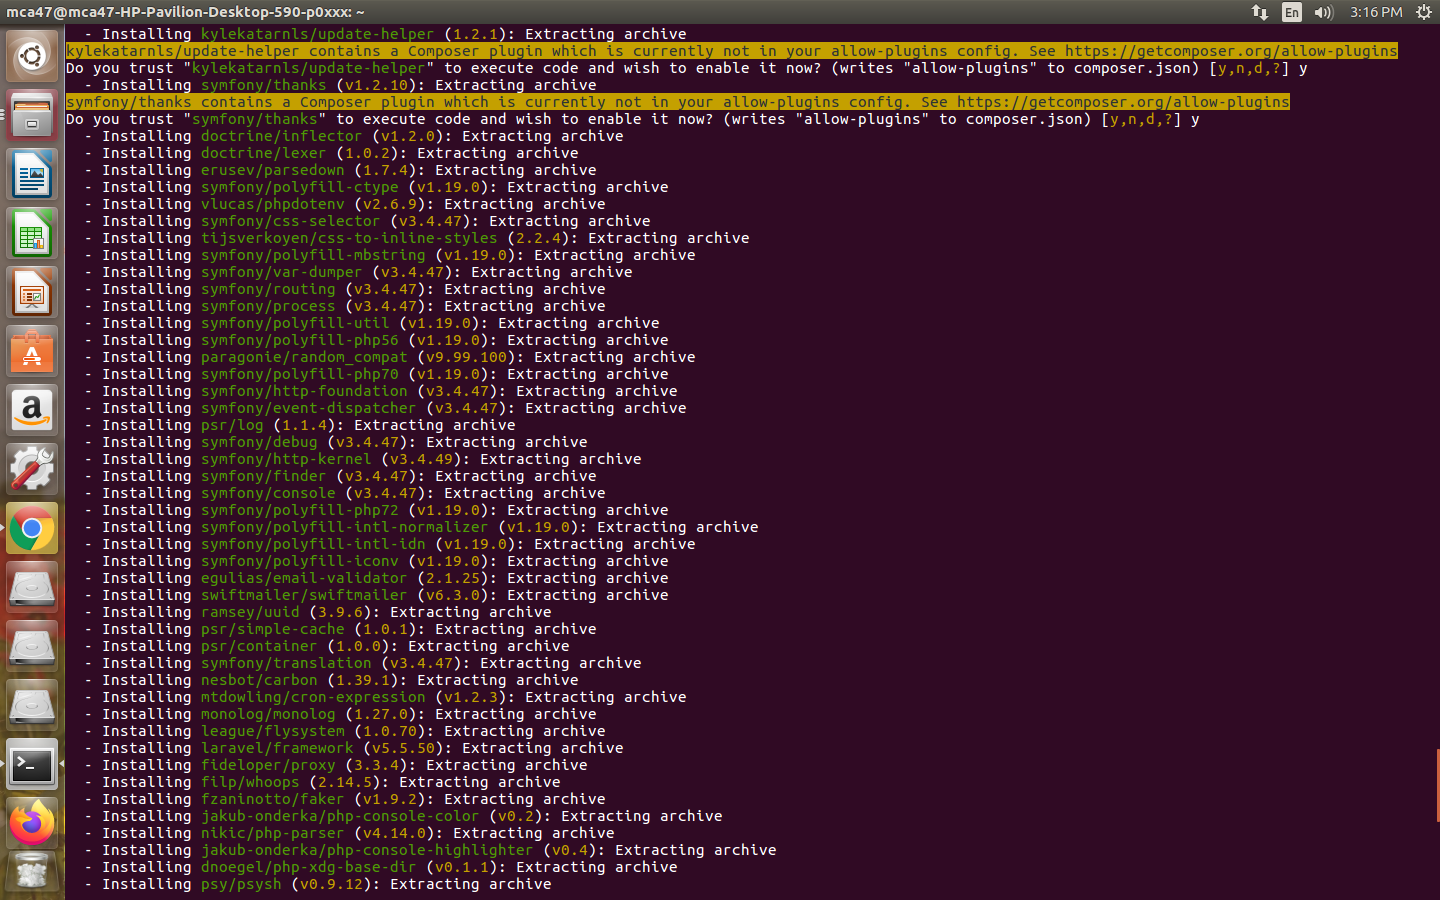 mca47@mca47-HP-Pavilion-Desktop-590-p0xxx: ~
En
3:16 PM
- Installing kylekatarnls/update-helper (1.2.1): Extracting archive
kylekatarnls/update-helper contains a Composer plugin which is currently not in your allow-plugins config. See https://getcomposer.org/allow-plugins
Do you trust "kylekatarnls/update-helper" to execute code and wish to enable it now? (writes "allow-plugins" to composer.json) [y,n,d,?] y
- Installing symfony/thanks (v1.2.10): Extracting archive
symfony/thanks contains a Composer plugin which is currently not in your allow-plugins config. See https://getcomposer.org/allow-plugins
Do you trust "symfony/thanks" to execute code and wish to enable it now? (writes "allow-plugins" to composer.json) [y,n,d,?] y
- Installing doctrine/inflector (v1.2.0): Extracting archive
- Installing doctrine/lexer (1.0.2): Extracting archive
- Installing erusev/parsedown (1.7.4): Extracting archive
- Installing symfony/polyfill-ctype (v1.19.0): Extracting archive
- Installing vlucas/phpdotenv (v2.6.9): Extracting archive
- Installing symfony/css-selector (v3.4.47): Extracting archive
- Installing tijsverkoyen/css-to-inline-styles (2.2.4): Extracting archive
- Installing symfony/polyfill-mbstring (v1.19.0): Extracting archive
- Installing symfony/var-dumper (v3.4.47): Extracting archive
- Installing symfony/routing (v3.4.47): Extracting archive
- Installing symfony/process (v3.4.47): Extracting archive
- Installing symfony/polyfill-util (v1.19.0): Extracting archive
- Installing symfony/polyfill-php56 (v1.19.0): Extracting archive
- Installing paragonie/random_compat (v9.99.100): Extracting archive
- Installing symfony/polyfill-php70 (v1.19.0): Extracting archive
- Installing symfony/http-foundation (v3.4.47): Extracting archive
- Installing symfony/event-dispatcher (v3.4.47): Extracting archive
- Installing psr/log (1.1.4): Extracting archive
- Installing symfony/debug (v3.4.47): Extracting archive
- Installing symfony/http-kernel (v3.4.49): Extracting archive
- Installing symfony/finder (v3.4.47): Extracting archive
- Installing symfony/console (v3.4.47): Extracting archive
- Installing symfony/polyfill-php72 (v1.19.0): Extracting archive
- Installing symfony/polyfill-intl-normalizer (v1.19.0): Extracting archive
- Installing symfony/polyfill-intl-idn (v1.19.0): Extracting archive
- Installing symfony/polyfill-iconv (v1.19.0): Extracting archive
- Installing egulias/email-validator (2.1.25): Extracting archive
- Installing swiftmailer/swiftmailer (v6.3.0): Extracting archive
- Installing ramsey/uuid (3.9.6): Extracting archive
- Installing psr/simple-cache (1.0.1): Extracting archive
- Installing psr/container (1.0.0): Extracting archive
- Installing symfony/translation (v3.4.47): Extracting archive
- Installing nesbot/carbon (1.39.1): Extracting archive
- Installing mtdowling/cron-expression (v1.2.3): Extracting archive
- Installing monolog/monolog (1.27.0): Extracting archive
- Installing league/flysystem (1.0.70): Extracting archive
- Installing laravel/framework (v5.5.50): Extracting archive
- Installing fideloper/proxy (3.3.4): Extracting archive
- Installing filp/whoops (2.14.5): Extracting archive
- Installing fzaninotto/faker (v1.9.2): Extracting archive
- Installing jakub-onderka/php-console-color (v0.2): Extracting archive
- Installing nikic/php-parser (v4.14.0): Extracting archive
- Installing jakub-onderka/php-console-highlighter (v0.4): Extracting archive
- Installing dnoegel/php-xdg-base-dir (v0.1.1): Extracting archive
- Installing psy/psysh (v0.9.12): Extracting archive